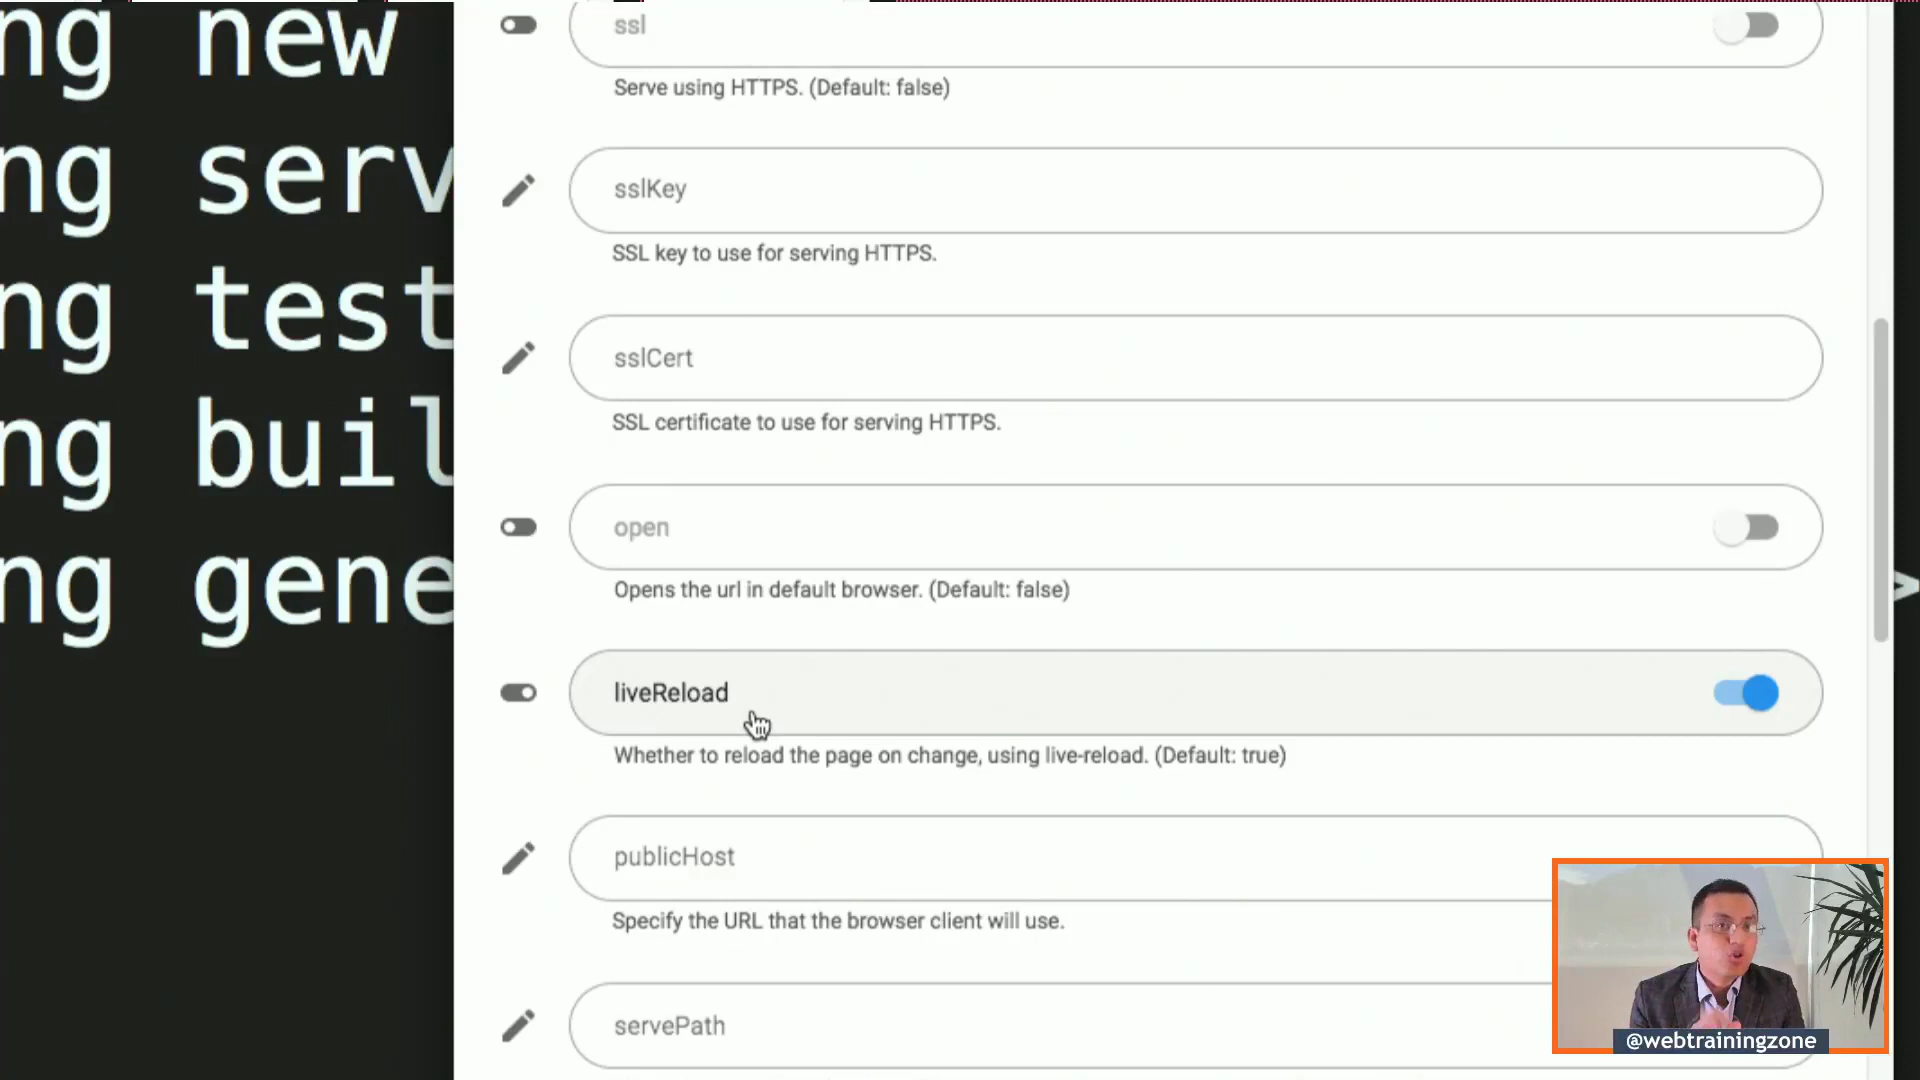 ng new
ng serv
ng test
ng buil
ng gene
>
ssl
Serve using HTTPS. (Default: false)
sslKey
SSL key to use for serving HTTPS.
sslCert
SSL certificate to use for serving HTTPS.
open
Opens the url in default browser. (Default: false)
liveReload
Whether to reload the page on change, using live-reload. (Default: true)
publicHost
Specify the URL that the browser client will use.
servePath
@webtrainingzone